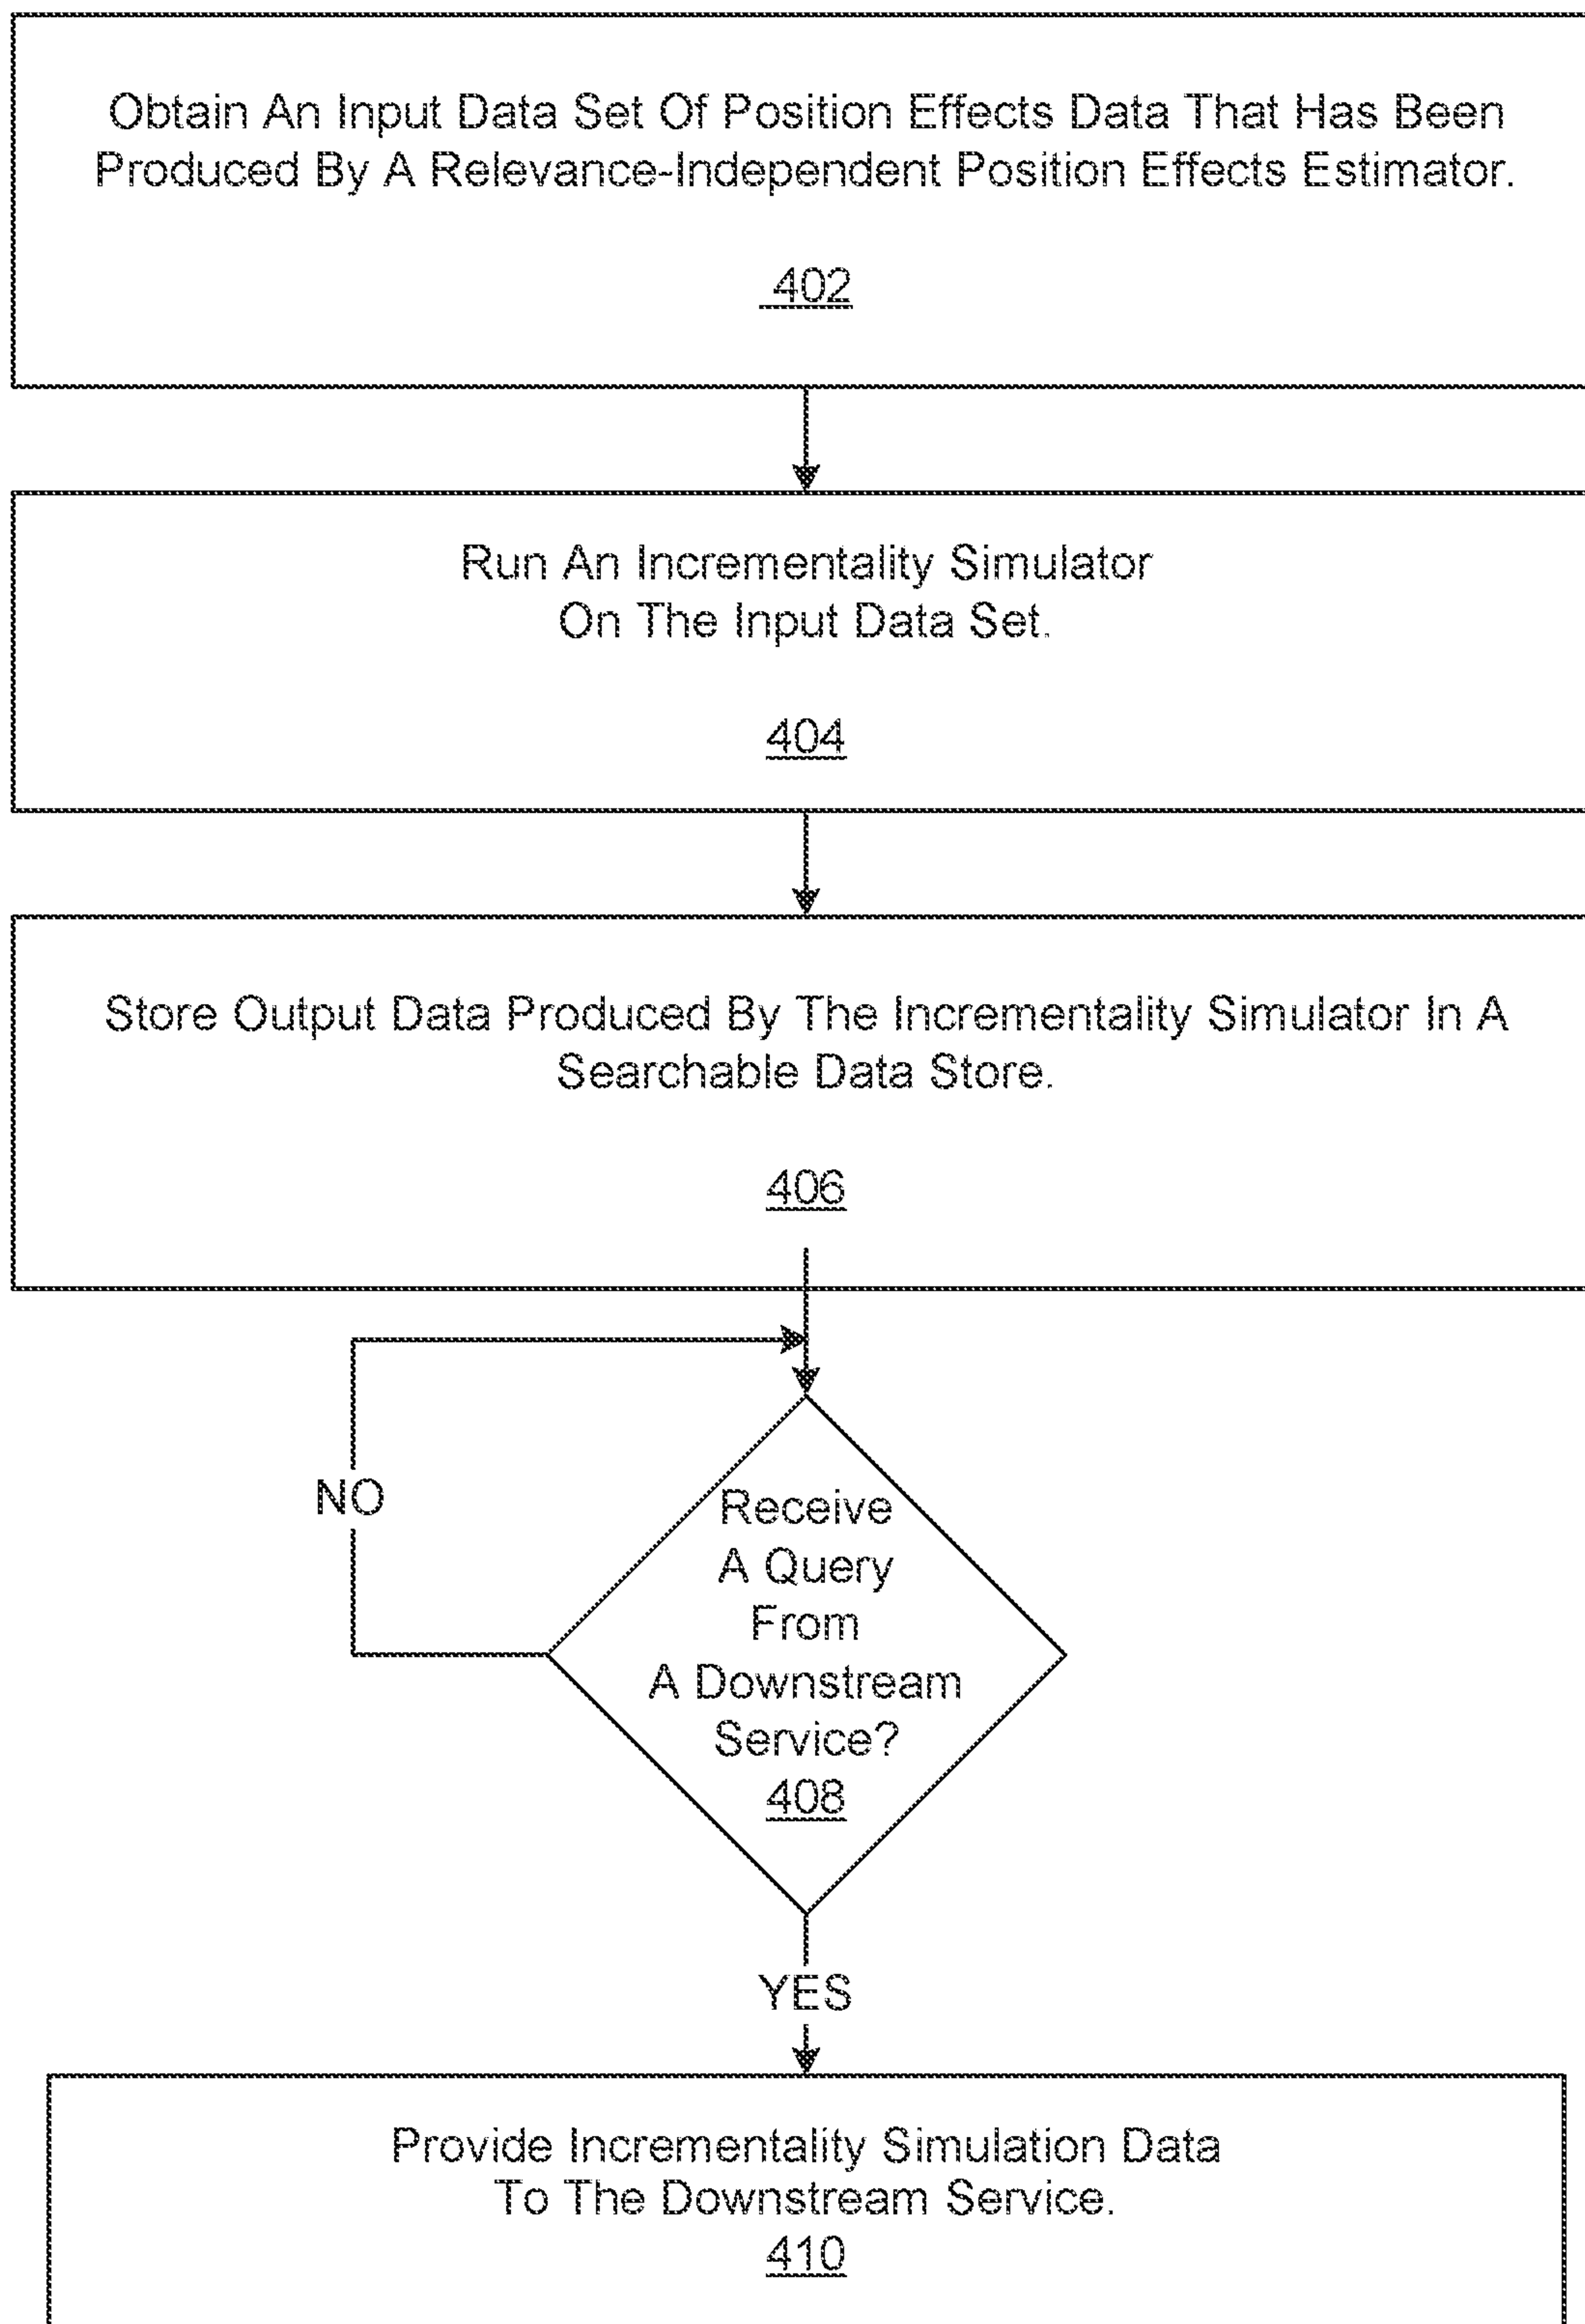 Obtain An Input Data Set Of Position Effects Data That Has Been
Produced By A Relevance-Independent Position Effects Estimator.
402
Run An Incrementality Simulator
On The Input Data Set.
404
Store Output Data Produced By The Incrementality Simulator In A
Searchable Data Store.
406
NO
Receive
A Query
From
A Downstream
Service?
408
YES
Provide Incrementality Simulation Data
To The Downstream Service.
410